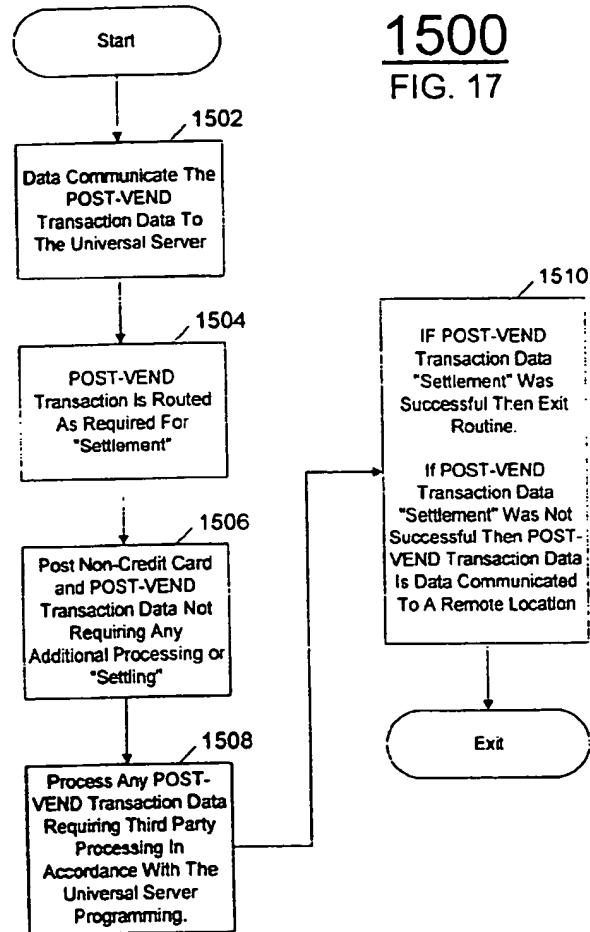 Start
1500
FIG. 17
1502
Data Communicate The
POST-VEND
Transaction Data To
The Universal Server
1504
POST-VEND
Transaction Is Routed
As Required For
"Settlement"
1506
Post Non-Credit Card
and POST-VEND
Transaction Data Not
Requiring Any
Additional Processing or
"Settling"
1508
Process Any POST-
VEND Transaction Data
Requiring Third Party
Processing In
Accordance With The
Universal Server
Programming.
1510
IF POST-VEND
Transaction Data
"Settlement" Was
Successful Then Exit
Routine.
If POST-VEND
Transaction Data
"Settlement" Was Not
Successful Then POST-
VEND Transaction Data
Is Data Communicated
To A Remote Location
Exit